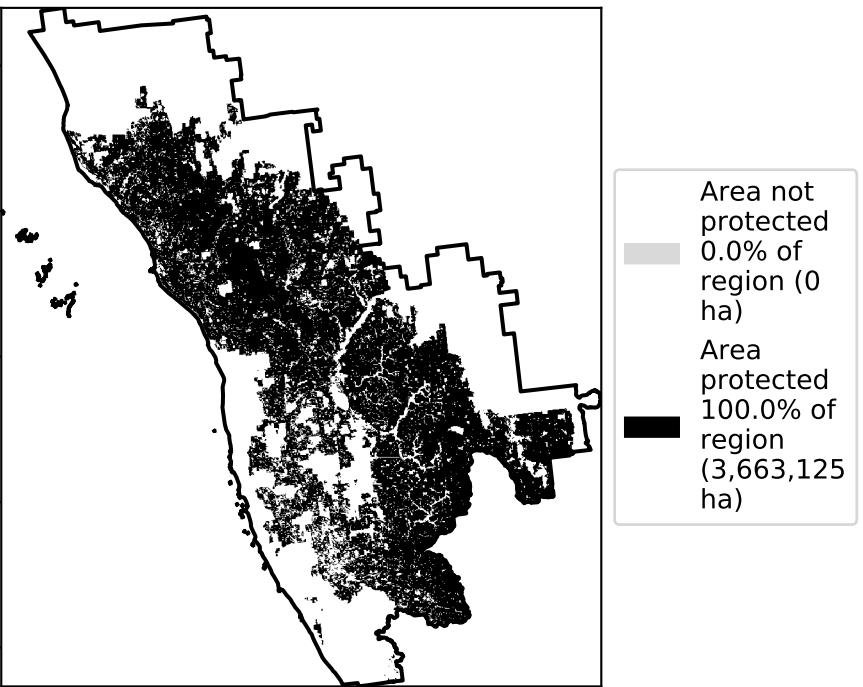 Area not
protected
0.0% of
region (0
ha)
Area
protected
100.0% of
region
(3,663,125
ha)